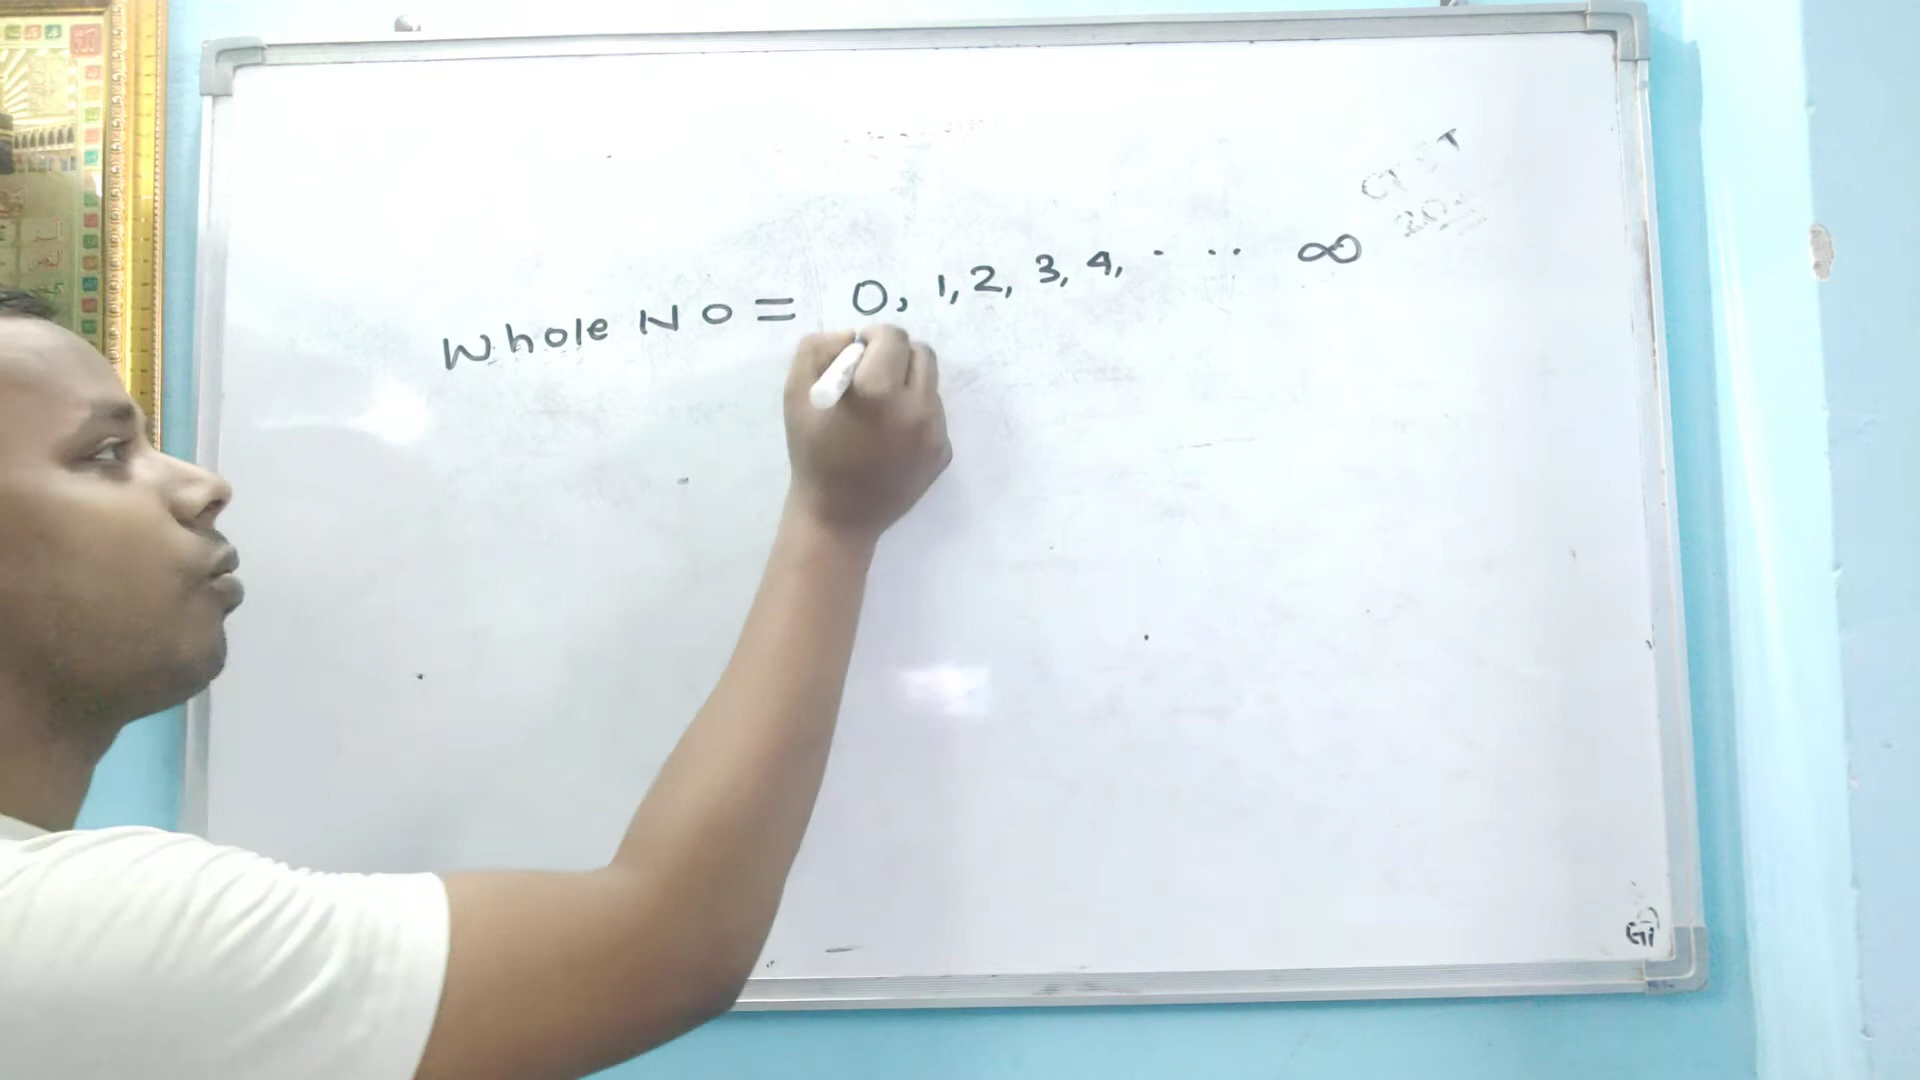 Whole No = 0, 1, 2, 3, 4, . . . ∞